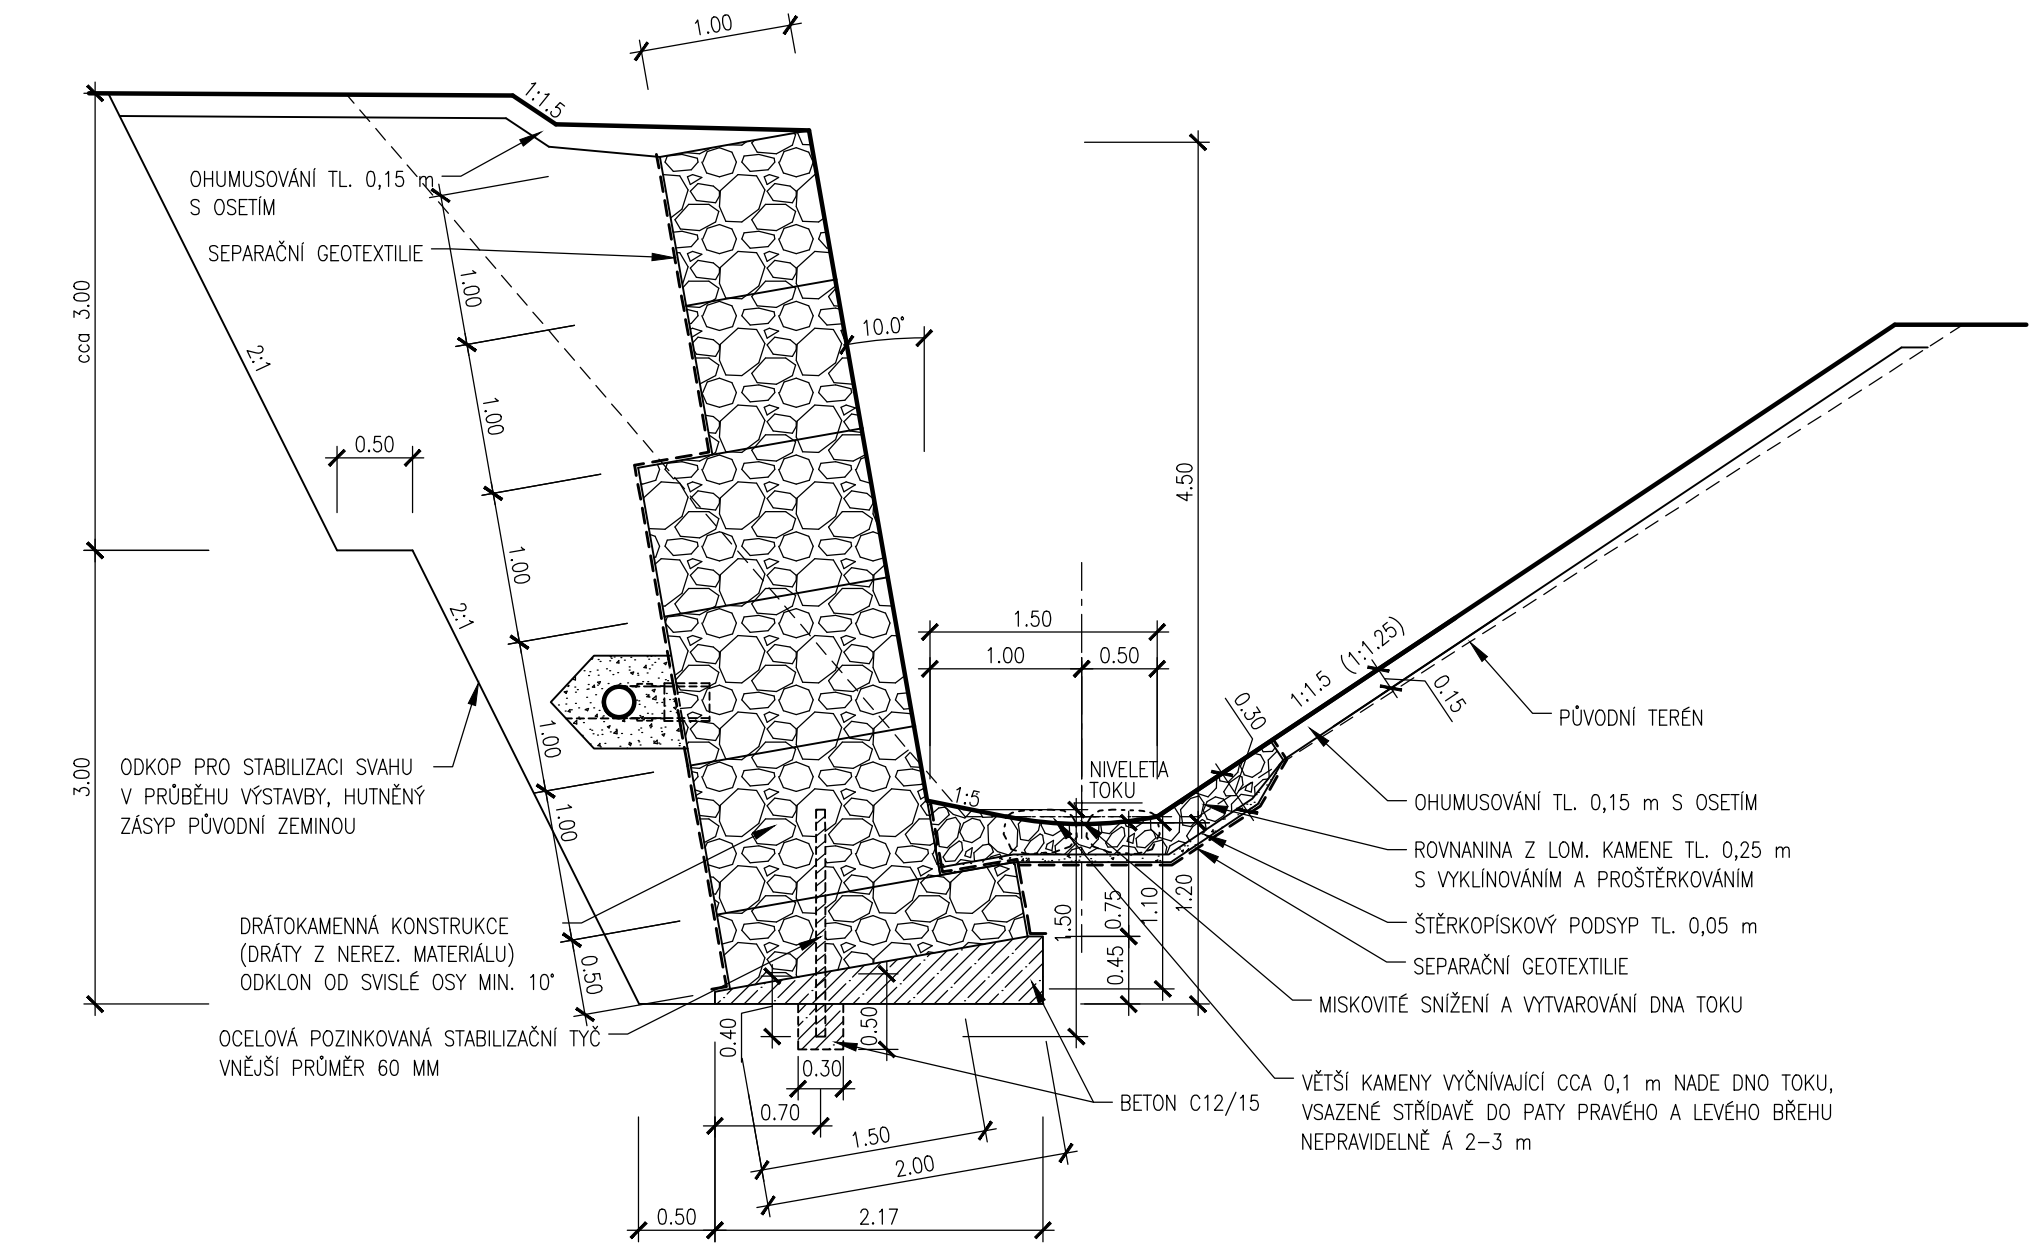 1.00
1:1.5
OHUMUSOVÁNÍ TL. 0,15 m
S OSETÍM
SEPARAČNÍ GEOTEXTILIE
1.00
cca 3.00
10.0°
2:1
1.00
0.50
4.50
1.00
2:1
1.50
1.00
0.50
1:1.5 (1:1.25)
0.15
0.30
PŮVODNÍ TERÉN
1.00
NIVELETA
TOKU
1:5
3.00
ODKOP PRO STABILIZACI SVAHU
V PRŮBĚHU VÝSTAVBY, HUTNĚNÝ
ZÁSYP PŮVODNÍ ZEMINOU
1.00
OHUMUSOVÁNÍ TL. 0,15 m S OSETÍM
ROVNANINA Z LOM. KAMENE TL. 0,25 m
S VYKLÍNOVÁNÍM A PROŠTĚRKOVÁNÍM
1.50
0.75
1.10
1.20
DRÁTOKAMENNÁ KONSTRUKCE
(DRÁTY Z NEREZ. MATERIÁLU)
ODKLON OD SVISLÉ OSY MIN. 10°
ŠTĚRKOPÍSKOVÝ PODSYP TL. 0,05 m
SEPARAČNÍ GEOTEXTILIE
0.50
0.45
MISKOVITÉ SNÍŽENÍ A VYTVAROVÁNÍ DNA TOKU
OCELOVÁ POZINKOVANÁ STABILIZAČNÍ TYČ
VNĚJŠÍ PRŮMĚR 60 MM
0.40
0.50
0.30
VĚTŠÍ KAMENY VYČNÍVAJÍCÍ CCA 0,1 m NADE DNO TOKU,
VSAZENÉ STŘÍDAVĚ DO PATY PRAVÉHO A LEVÉHO BŘEHU
NEPRAVIDELNĚ Á 2-3 m
BETON C12/15
0.70
1.50
2.00
0.50
2.17